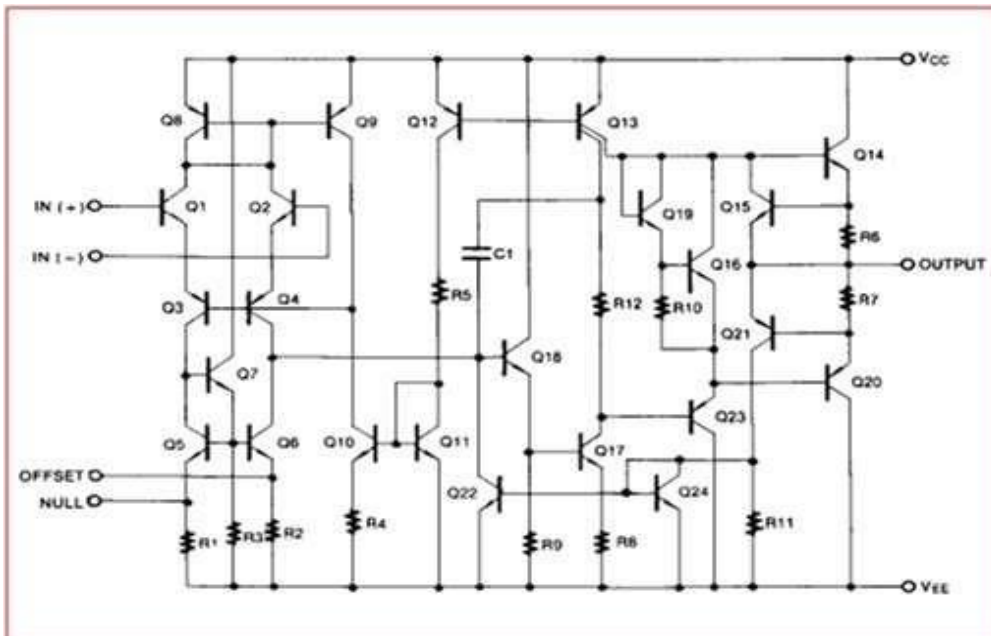 VCC
Q8
Q9
Q12
Q13
Q14
IN (+)
Q1
Q2
Q19
Q15
R6
IN (-)
C1
Q16
OUTPUT
Q3
Q4
R5
R12
R10
Q21
R7
Q7
Q18
Q20
Q5
Q6
Q10
Q11
Q17
Q23
OFFSET
NULL
Q22
Q24
R1
R3
R2
R4
R9
R8
R11
VEE